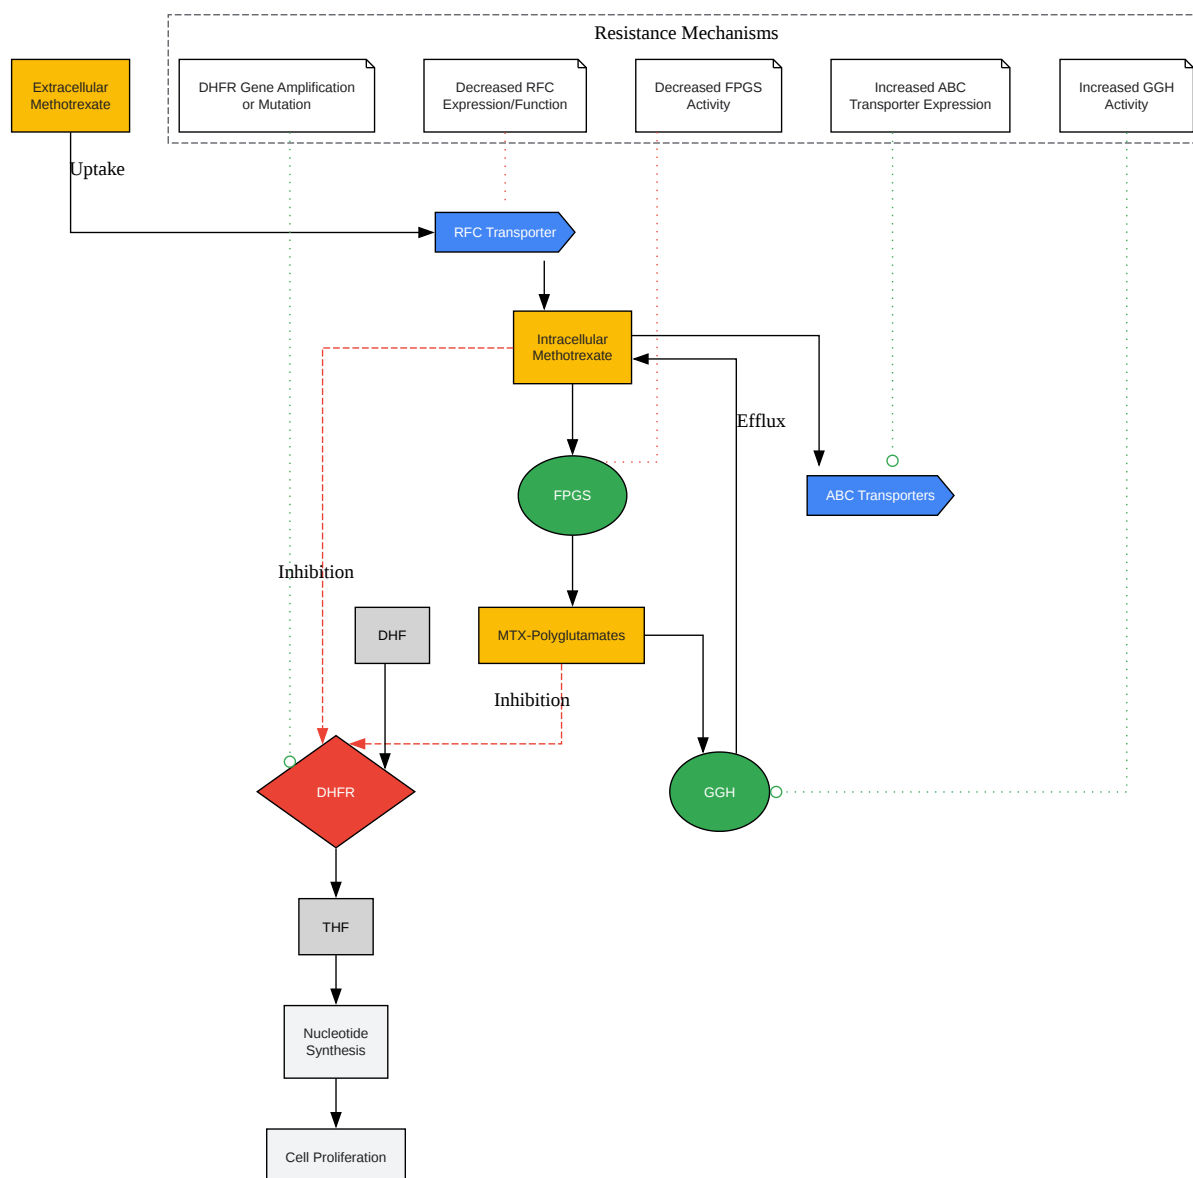 Resistance Mechanisms
Extracellular
Methotrexate
DHFR Gene Amplification
or Mutation
Decreased RFC
Expression/Function
Decreased FPGS
Activity
Increased ABC
Transporter Expression
Increased GGH
Activity
Uptake
RFC Transporter
Intracellular
Methotrexate
Efflux
FPGS
ABC Transporters
Inhibition
DHF
MTX-Polyglutamates
Inhibition
DHFR
GGH
THF
Nucleotide
Synthesis
Cell Proliferation